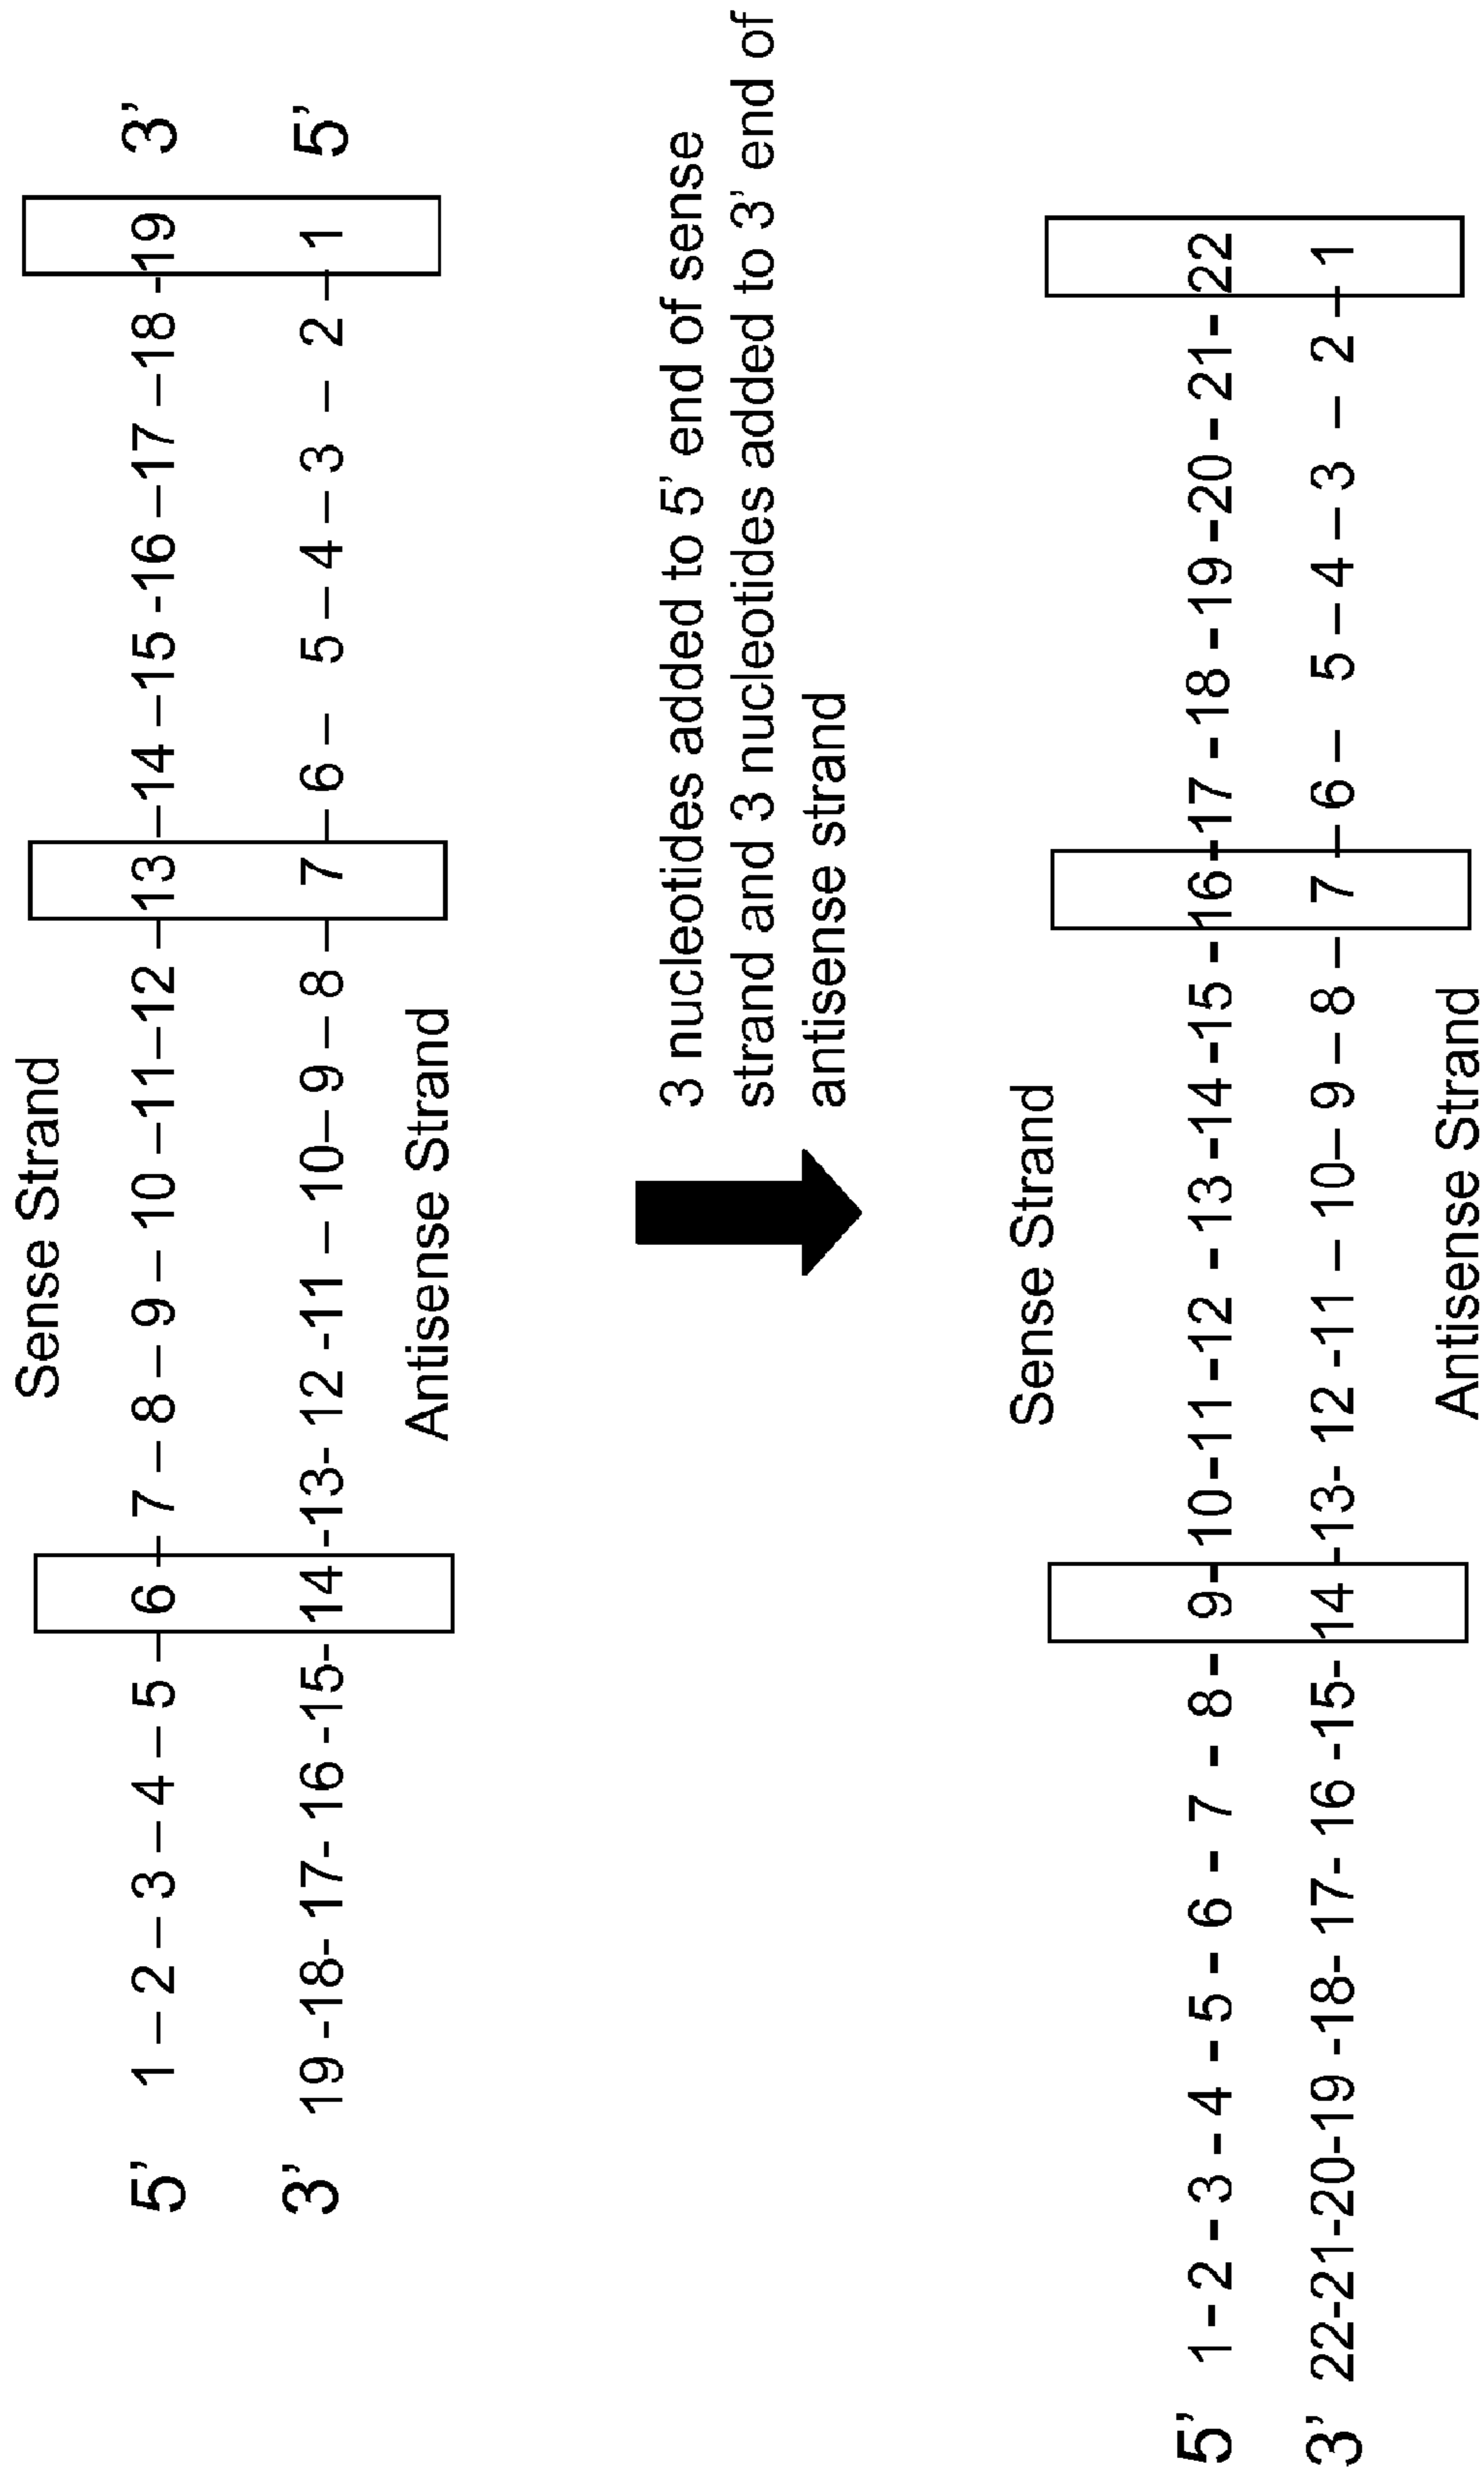 Sense Strand
5’ 1 – 2 – 3 – 4 – 5 – 6 – 7 – 8 – 9 – 10 –11–12 –13 –14 –15 -16 –17 –18 -19 3’
3’ 19 -18- 17- 16 -15- 14 -13- 12 -11 – 10– 9 – 8 – 7 – 6 – 5 – 4 – 3 – 2 – 1 5’
Antisense Strand
3 nucleotides added to 5’ end of sense
strand and 3 nucleotides added to 3’ end of
antisense strand
Sense Strand
5’ 1 - 2 - 3 - 4 - 5 - 6 - 7 - 8 - 9 - 10 -11 -12 - 13 -14 -15 - 16 -17 - 18 -19 -20 - 21- 22
3’ 22-21-20-19 -18- 17- 16 -15- 14 -13- 12 -11 – 10– 9 – 8 – 7 – 6 – 5 – 4 – 3 – 2 – 1
Antisense Strand